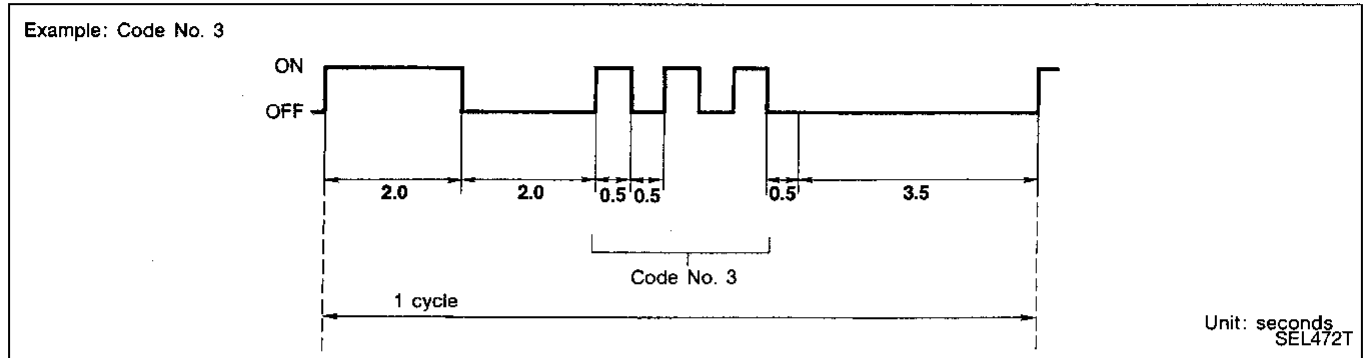 Example: Code No. 3
ON
OFF
2.0 2.0 0.5 0.5 0.5 3.5
Code No. 3
1 cycle
Unit: seconds
SEL472T